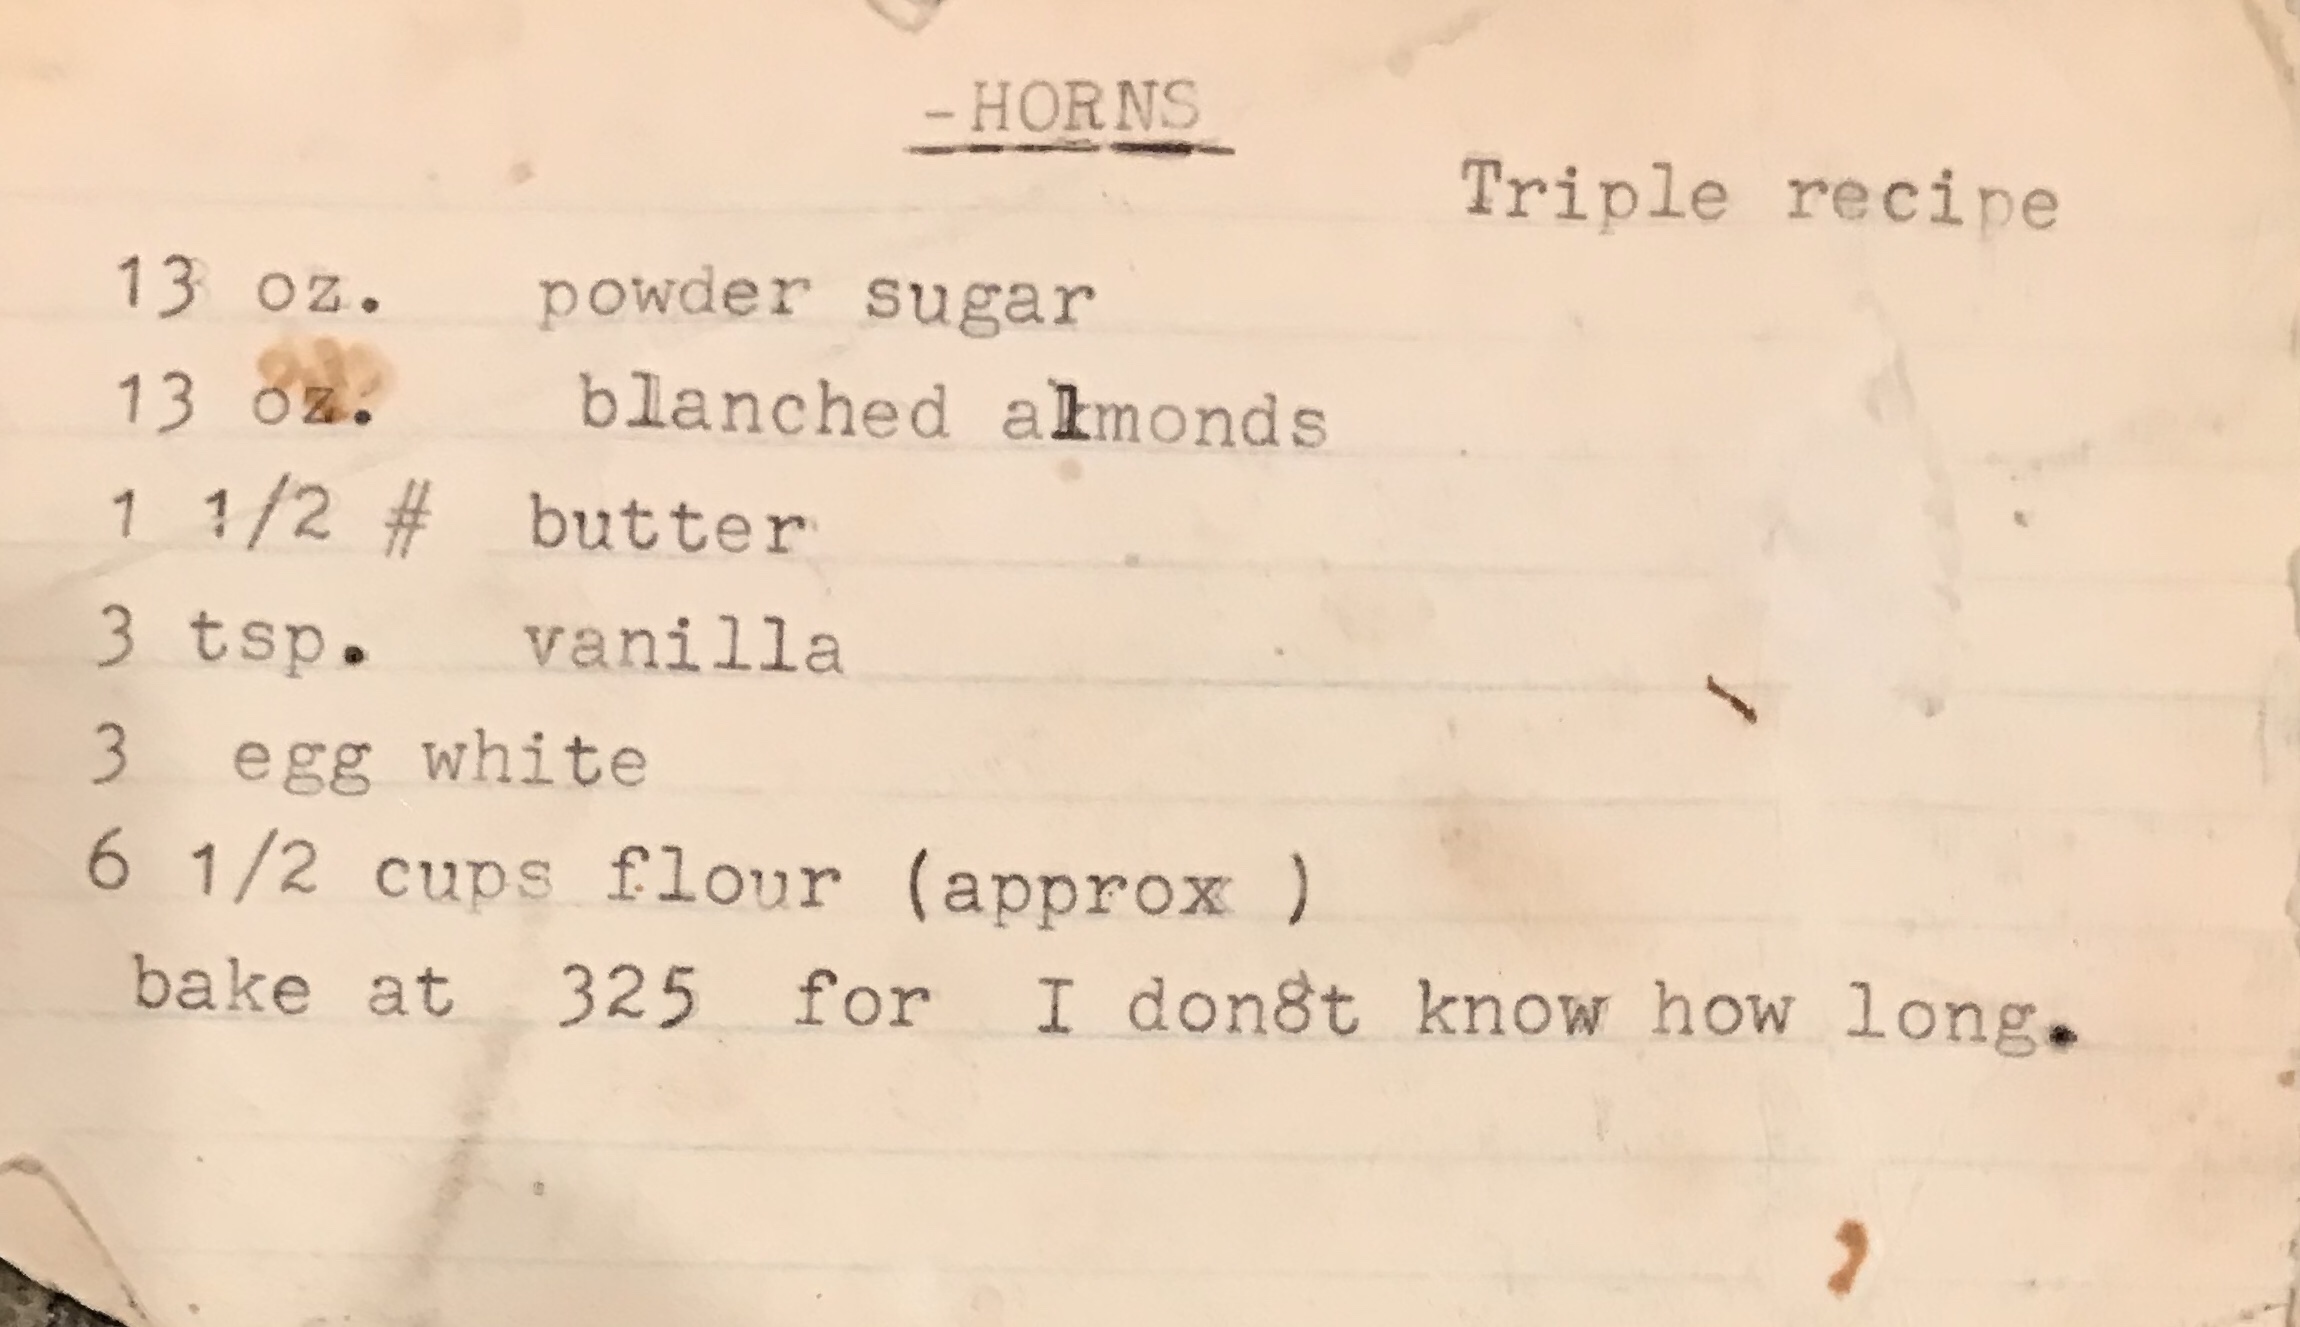 -HORNS
Triple recipe
13 oz. powder sugar
13 oz. blanched almonds
1 1/2 # butter
3 tsp. vanilla
3 egg white
6 1/2 cups flour (approx )
bake at 325 for I don8t know how long.